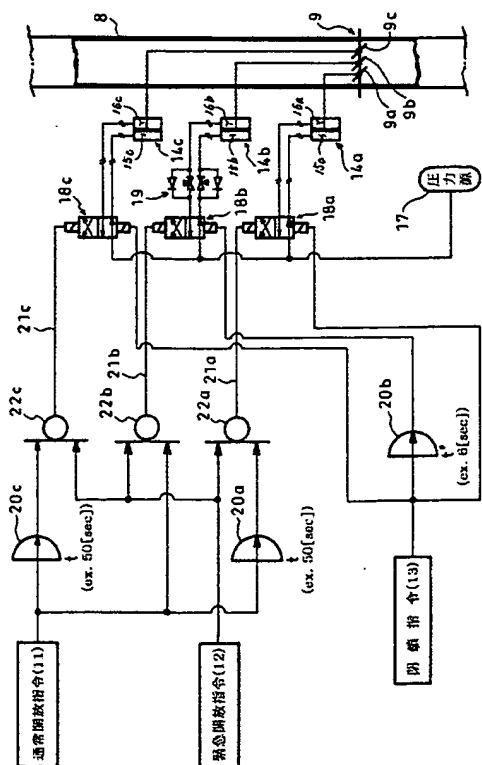 通常開放指令(11)
緊急開放指令(12)
閉鎖指令(13)
20c
t
(ex. 50[sec])
20a
t
(ex. 50[sec])
20b
t'
(ex. 6[sec])
22c
22b
22a
21c
21b
21a
18c
18b
18a
19
17
圧力源
15c
16c
14c
15b
16b
14b
15a
16a
14a
8
9
9a
9b
9c